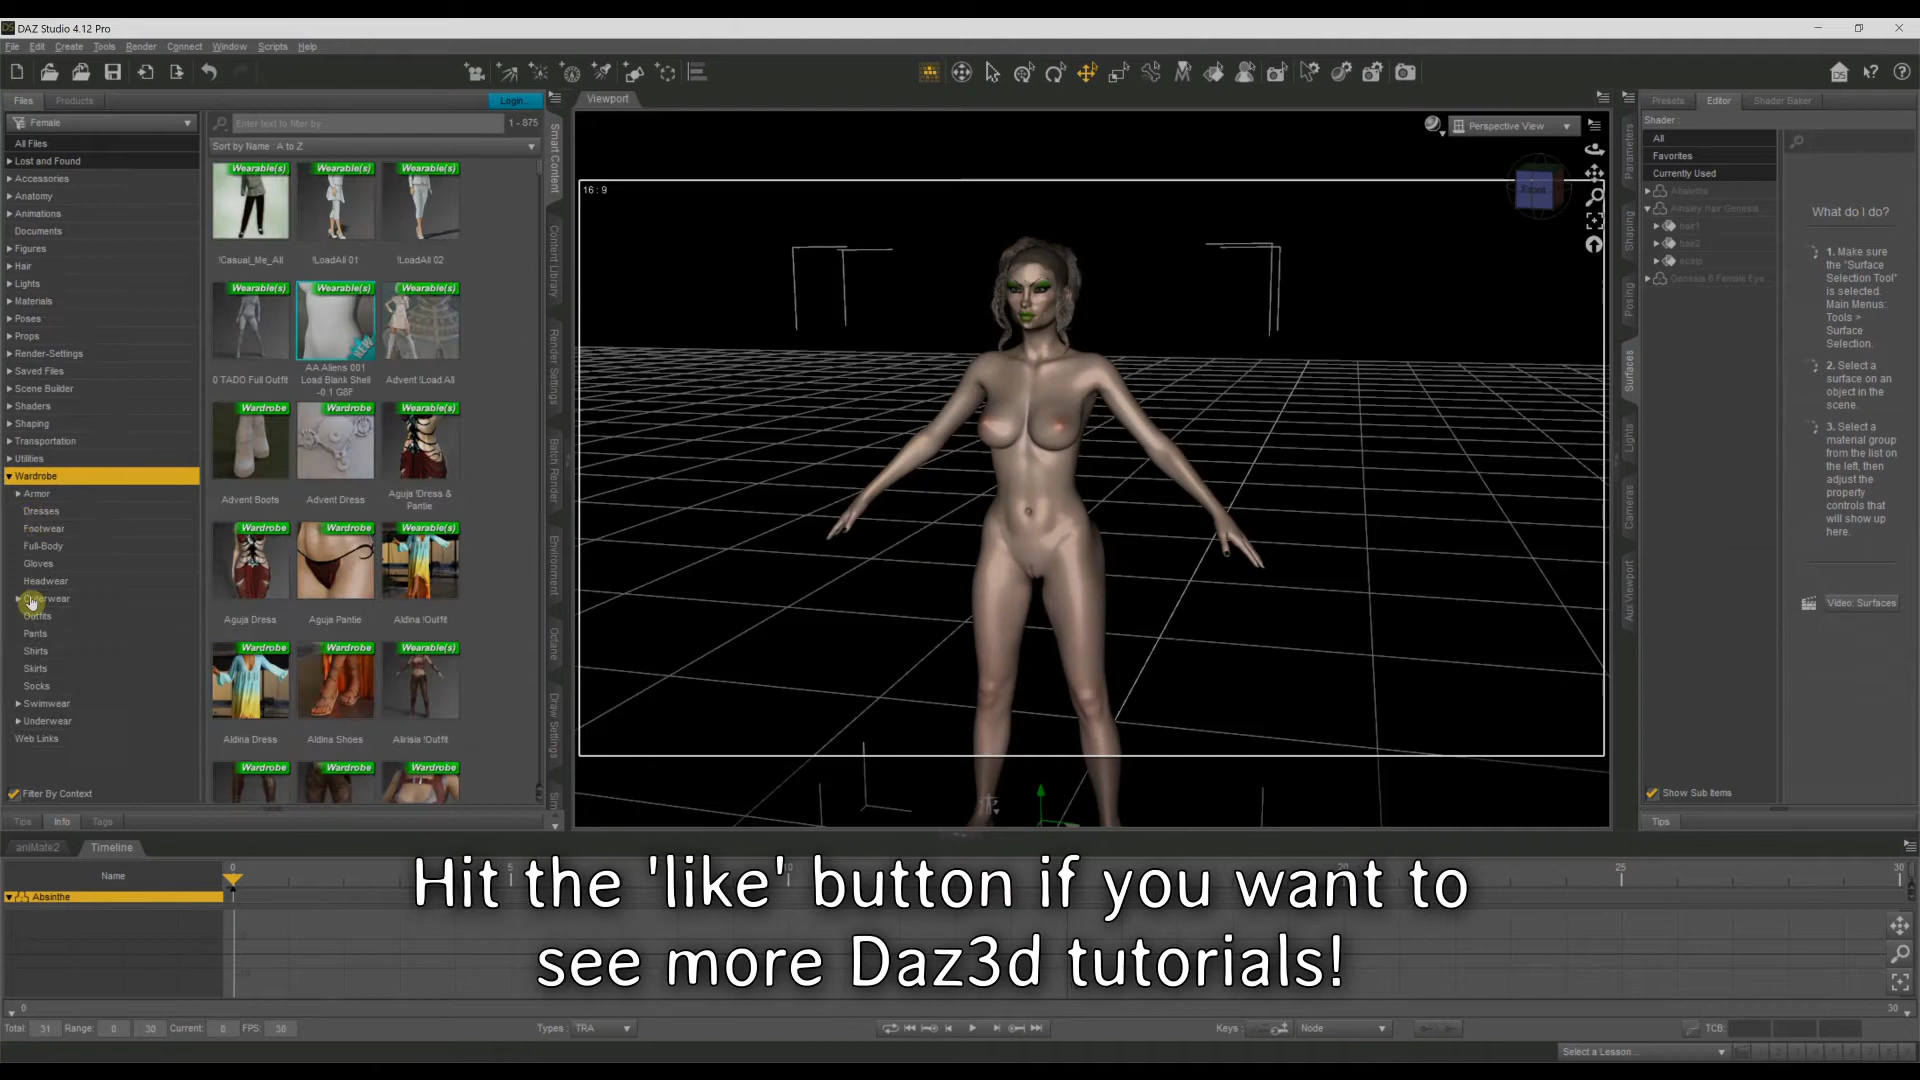 DAZ Studio 4.12 Pro
File Edit Create Tools Render Connect Window Scripts Help
Files Products Login...
Female
Enter text to filter by... 1 - 875
All Files
Sort by Name : A to Z
Lost and Found
Accessories
Anatomy
Animations
Documents
Figures
Hair
Lights
Materials
Poses
Props
Render-Settings
Saved Files
Scene Builder
Shaders
Shaping
Transportation
Utilities
Wardrobe
Armor
Dresses
Footwear
Full-Body
Gloves
Headwear
Outerwear
Outfits
Pants
Shirts
Skirts
Socks
Swimwear
Underwear
Web Links
Filter By Context
Tips Info Tags
Wearable(s) Wearable(s) Wearable(s)
!Casual_Me_All !LoadAll 01 !LoadAll 02
Wearable(s) Wearable(s) Wearable(s)
NEW
0 TADO Full Outfit
AA Aliens 001
Load Blank Shell
-0.1 G8F
Advent !Load All
Wardrobe Wardrobe Wearable(s)
Advent Boots Advent Dress
Aguja !Dress &
Pantie
Wardrobe Wardrobe Wearable(s)
Aguja Dress Aguja Pantie Aldina !Outfit
Wardrobe Wardrobe Wearable(s)
Aldina Dress Aldina Shoes Alirisia !Outfit
Wardrobe Wardrobe Wardrobe
Smart Content
Content Library
Render Settings
Batch Render
Environment
Octane
Draw Settings
Sim
Viewport
Perspective View
16 : 9
Front
Parameters
Shaping
Posing
Surfaces
Lights
Cameras
Aux Viewport
Presets Editor Shader Baker
Shader :
All
Favorites
Currently Used
Absinthe
Ainsley Hair Genesis
hair1
hair2
scalp
Genesis 8 Female Eye
What do I do?
1. Make sure
the "Surface
Selection Tool"
is selected.
Main Menus:
Tools >
Surface
Selection.
2. Select a
surface on an
object in the
scene.
3. Select a
material group
from the list on
the left, then
adjust the
property
controls that
will show up
here.
Video: Surfaces
Show Sub Items
Tips
aniMate2 Timeline
Name 0 5 10 20 25 30
Absinthe
Hit the 'like' button if you want to
see more Daz3d tutorials!
0 30
Total: 31 Range: 0 30 Current: 0 FPS: 30 Types : TRA Keys : Node TCB:
Select a Lesson...